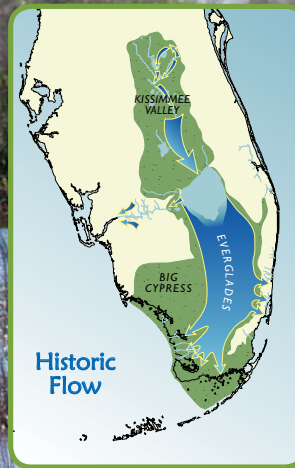 KISSIMMEE
VALLEY
EVERGLADES
BIG
CYPRESS
Historic
Flow